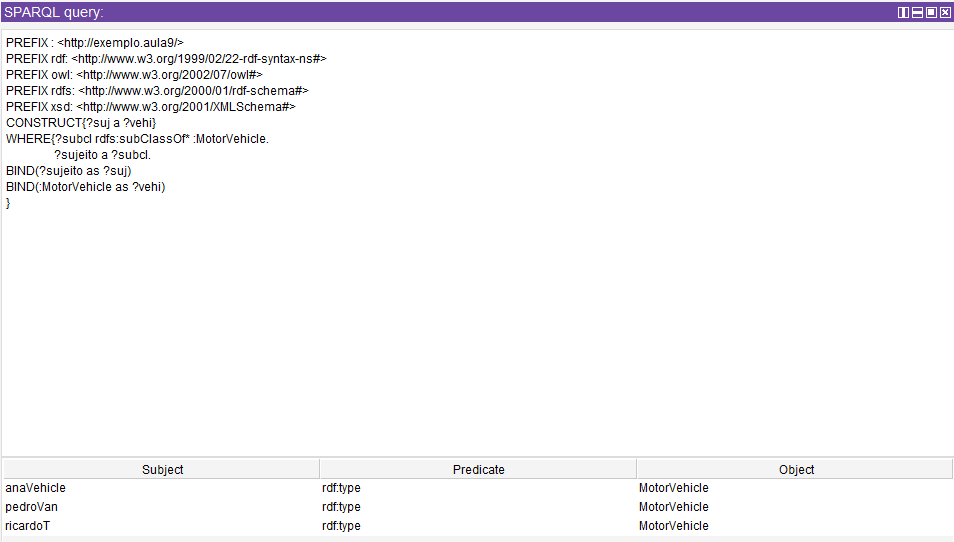 SPARQL query:
PREFIX : <http://exemplo.aula9/>
PREFIX rdf: <http://www.w3.org/1999/02/22-rdf-syntax-ns#>
PREFIX owl: <http://www.w3.org/2002/07/owl#>
PREFIX rdfs: <http://www.w3.org/2000/01/rdf-schema#>
PREFIX xsd: <http://www.w3.org/2001/XMLSchema#>
CONSTRUCT{?suj a ?vehi}
WHERE{?subcl rdfs:subClassOf* :MotorVehicle.
?sujeito a ?subcl.
BIND(?sujeito as ?suj)
BIND(:MotorVehicle as ?vehi)
}
Subject Predicate Object
anaVehicle rdf:type MotorVehicle
pedroVan rdf:type MotorVehicle
ricardoT rdf:type MotorVehicle